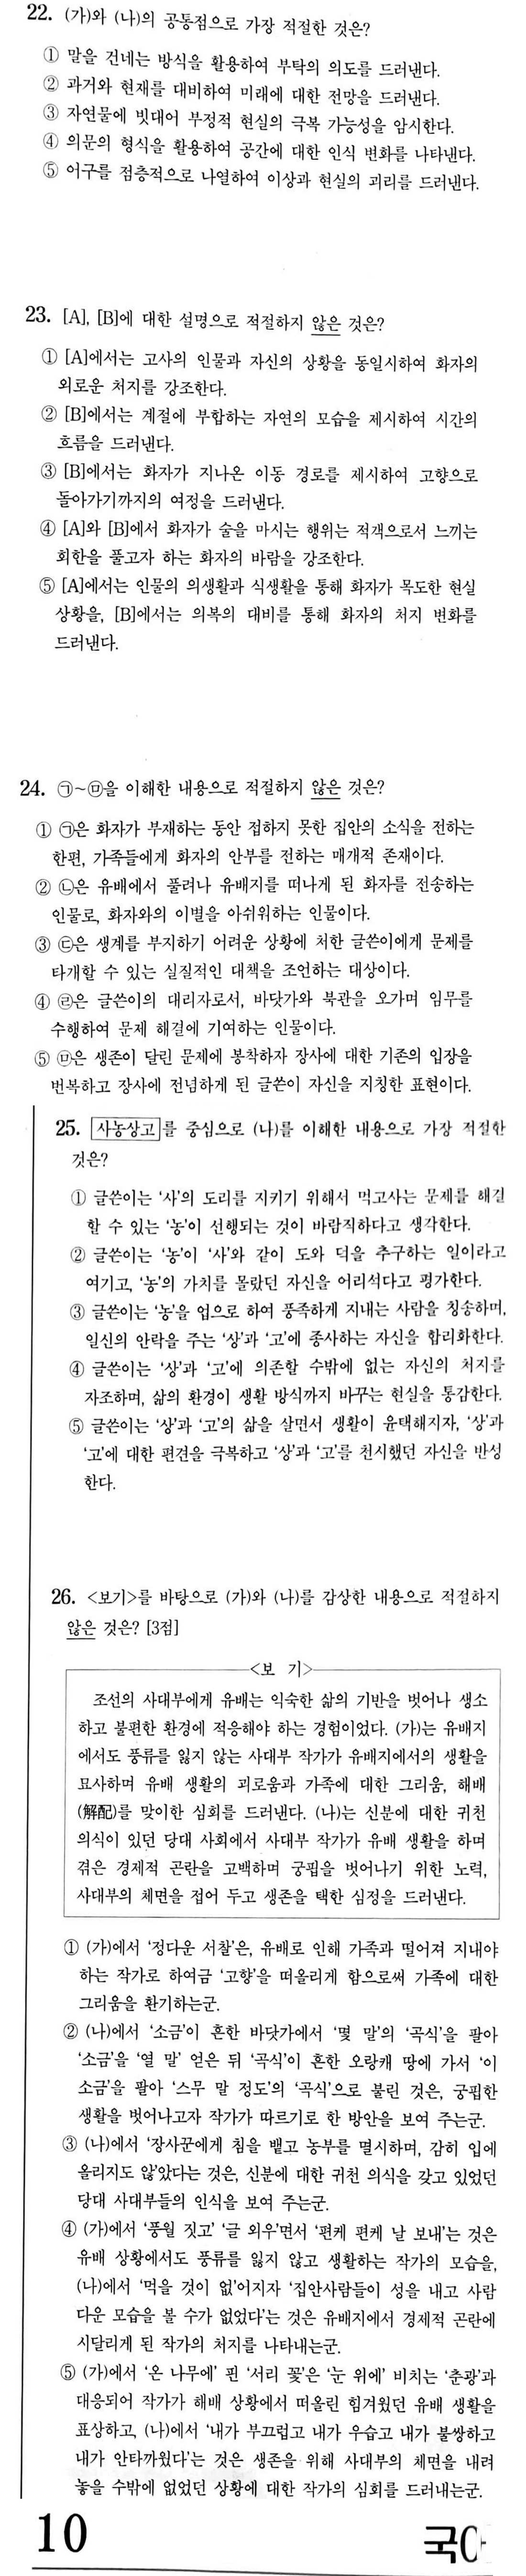 22. (가)와 (나)의 공통점으로 가장 적절한 것은?
① 말을 건네는 방식을 활용하여 부탁의 의도를 드러낸다.
② 과거와 현재를 대비하여 미래에 대한 전망을 드러낸다.
③ 자연물에 빗대어 부정적 현실의 극복 가능성을 암시한다.
④ 의문의 형식을 활용하여 공간에 대한 인식 변화를 나타낸다.
⑤ 어구를 점층적으로 나열하여 이상과 현실의 괴리를 드러낸다.
23. [A], [B]에 대한 설명으로 적절하지 않은 것은?
① [A]에서는 고사의 인물과 자신의 상황을 동일시하여 화자의
외로운 처지를 강조한다.
② [B]에서는 계절에 부합하는 자연의 모습을 제시하여 시간의
흐름을 드러낸다.
③ [B]에서는 화자가 지나온 이동 경로를 제시하여 고향으로
돌아가기까지의 여정을 드러낸다.
④ [A]와 [B]에서 화자가 술을 마시는 행위는 적객으로서 느끼는
회한을 풀고자 하는 화자의 바람을 강조한다.
⑤ [A]에서는 인물의 의생활과 식생활을 통해 화자가 목도한 현실
상황을, [B]에서는 의복의 대비를 통해 화자의 처지 변화를
드러낸다.
24. ㉠~㉤을 이해한 내용으로 적절하지 않은 것은?
① ㉠은 화자가 부재하는 동안 접하지 못한 집안의 소식을 전하는
한편, 가족들에게 화자의 안부를 전하는 매개적 존재이다.
② ㉡은 유배에서 풀려나 유배지를 떠나게 된 화자를 전송하는
인물로, 화자와의 이별을 아쉬워하는 인물이다.
③ ㉢은 생계를 부지하기 어려운 상황에 처한 글쓴이에게 문제를
타개할 수 있는 실질적인 대책을 조언하는 대상이다.
④ ㉣은 글쓴이의 대리자로서, 바닷가와 북관을 오가며 임무를
수행하여 문제 해결에 기여하는 인물이다.
⑤ ㉤은 생존이 달린 문제에 봉착하자 장사에 대한 기존의 입장을
번복하고 장사에 전념하게 된 글쓴이 자신을 지칭한 표현이다.
25. 사농상고를 중심으로 (나)를 이해한 내용으로 가장 적절한
것은?
① 글쓴이는 ‘사’의 도리를 지키기 위해서 먹고사는 문제를 해결
할 수 있는 ‘농’이 선행되는 것이 바람직하다고 생각한다.
② 글쓴이는 ‘농’이 ‘사’와 같이 도와 덕을 추구하는 일이라고
여기고, ‘농’의 가치를 몰랐던 자신을 어리석다고 평가한다.
③ 글쓴이는 ‘농’을 업으로 하여 풍족하게 지내는 사람을 칭송하며,
일신의 안락을 주는 ‘상’과 ‘고’에 종사하는 자신을 합리화한다.
④ 글쓴이는 ‘상’과 ‘고’에 의존할 수밖에 없는 자신의 처지를
자조하며, 삶의 환경이 생활 방식까지 바꾸는 현실을 통감한다.
⑤ 글쓴이는 ‘상’과 ‘고’의 삶을 살면서 생활이 윤택해지자, ‘상’과
‘고’에 대한 편견을 극복하고 ‘상’과 ‘고’를 천시했던 자신을 반성
한다.
26. <보기>를 바탕으로 (가)와 (나)를 감상한 내용으로 적절하지
않은 것은? [3점]
<보 기>
조선의 사대부에게 유배는 익숙한 삶의 기반을 벗어나 생소
하고 불편한 환경에 적응해야 하는 경험이었다. (가)는 유배지
에서도 풍류를 잃지 않는 사대부 작가가 유배지에서의 생활을
묘사하며 유배 생활의 괴로움과 가족에 대한 그리움, 해배
(解配)를 맞이한 심회를 드러낸다. (나)는 신분에 대한 귀천
의식이 있던 당대 사회에서 사대부 작가가 유배 생활을 하며
겪은 경제적 곤란을 고백하며 궁핍을 벗어나기 위한 노력,
사대부의 체면을 접어 두고 생존을 택한 심정을 드러낸다.
① (가)에서 ‘정다운 서찰’은, 유배로 인해 가족과 떨어져 지내야
하는 작가로 하여금 ‘고향’을 떠올리게 함으로써 가족에 대한
그리움을 환기하는군.
② (나)에서 ‘소금’이 흔한 바닷가에서 ‘몇 말’의 ‘곡식’을 팔아
‘소금’을 ‘열 말’ 얻은 뒤 ‘곡식’이 흔한 오랑캐 땅에 가서 ‘이
소금’을 팔아 ‘스무 말 정도’의 ‘곡식’으로 불린 것은, 궁핍한
생활을 벗어나고자 작가가 따르기로 한 방안을 보여 주는군.
③ (나)에서 ‘장사꾼에게 침을 뱉고 농부를 멸시하며, 감히 입에
올리지도 않’았다는 것은, 신분에 대한 귀천 의식을 갖고 있었던
당대 사대부들의 인식을 보여 주는군.
④ (가)에서 ‘풍월 짓고’ ‘글 외우’면서 ‘편케 편케 날 보내’는 것은
유배 상황에서도 풍류를 잃지 않고 생활하는 작가의 모습을,
(나)에서 ‘먹을 것이 없’어지자 ‘집안사람들이 성을 내고 사람
다운 모습을 볼 수가 없었다’는 것은 유배지에서 경제적 곤란에
시달리게 된 작가의 처지를 나타내는군.
⑤ (가)에서 ‘온 나무에’ 핀 ‘서리 꽃’은 ‘눈 위에’ 비치는 ‘춘광’과
대응되어 작가가 해배 상황에서 떠올린 힘겨웠던 유배 생활을
표상하고, (나)에서 ‘내가 부끄럽고 내가 우습고 내가 불쌍하고
내가 안타까웠다’는 것은 생존을 위해 사대부의 체면을 내려
놓을 수밖에 없었던 상황에 대한 작가의 심회를 드러내는군.
10